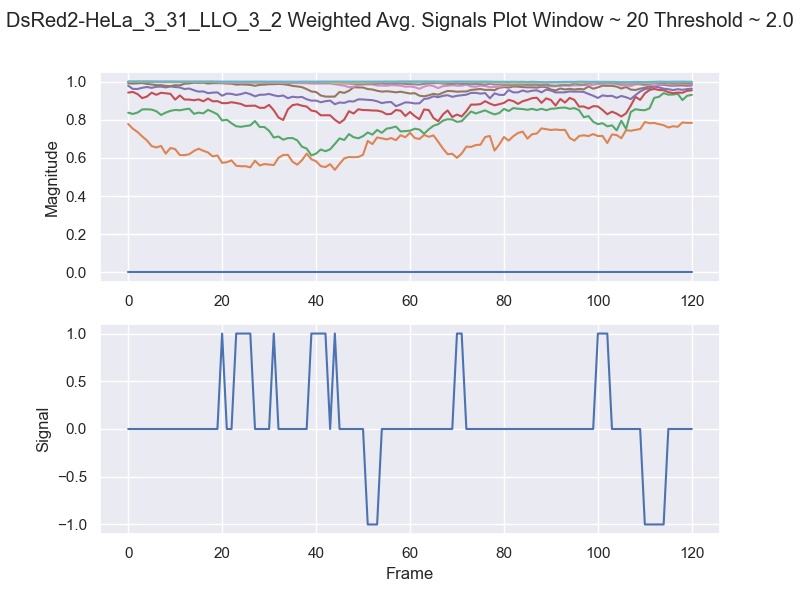 DsRed2-HeLa_3_31_LLO_3_2 Weighted Avg. Signals Plot Window ~ 20 Threshold ~ 2.0
1.0
0.8
0.6
0.4
0.2
0.0
Magnitude
0 20 40 60 80 100 120
1.0
0.5
0.0
−0.5
−1.0
Signal
0 20 40 60 80 100 120
Frame